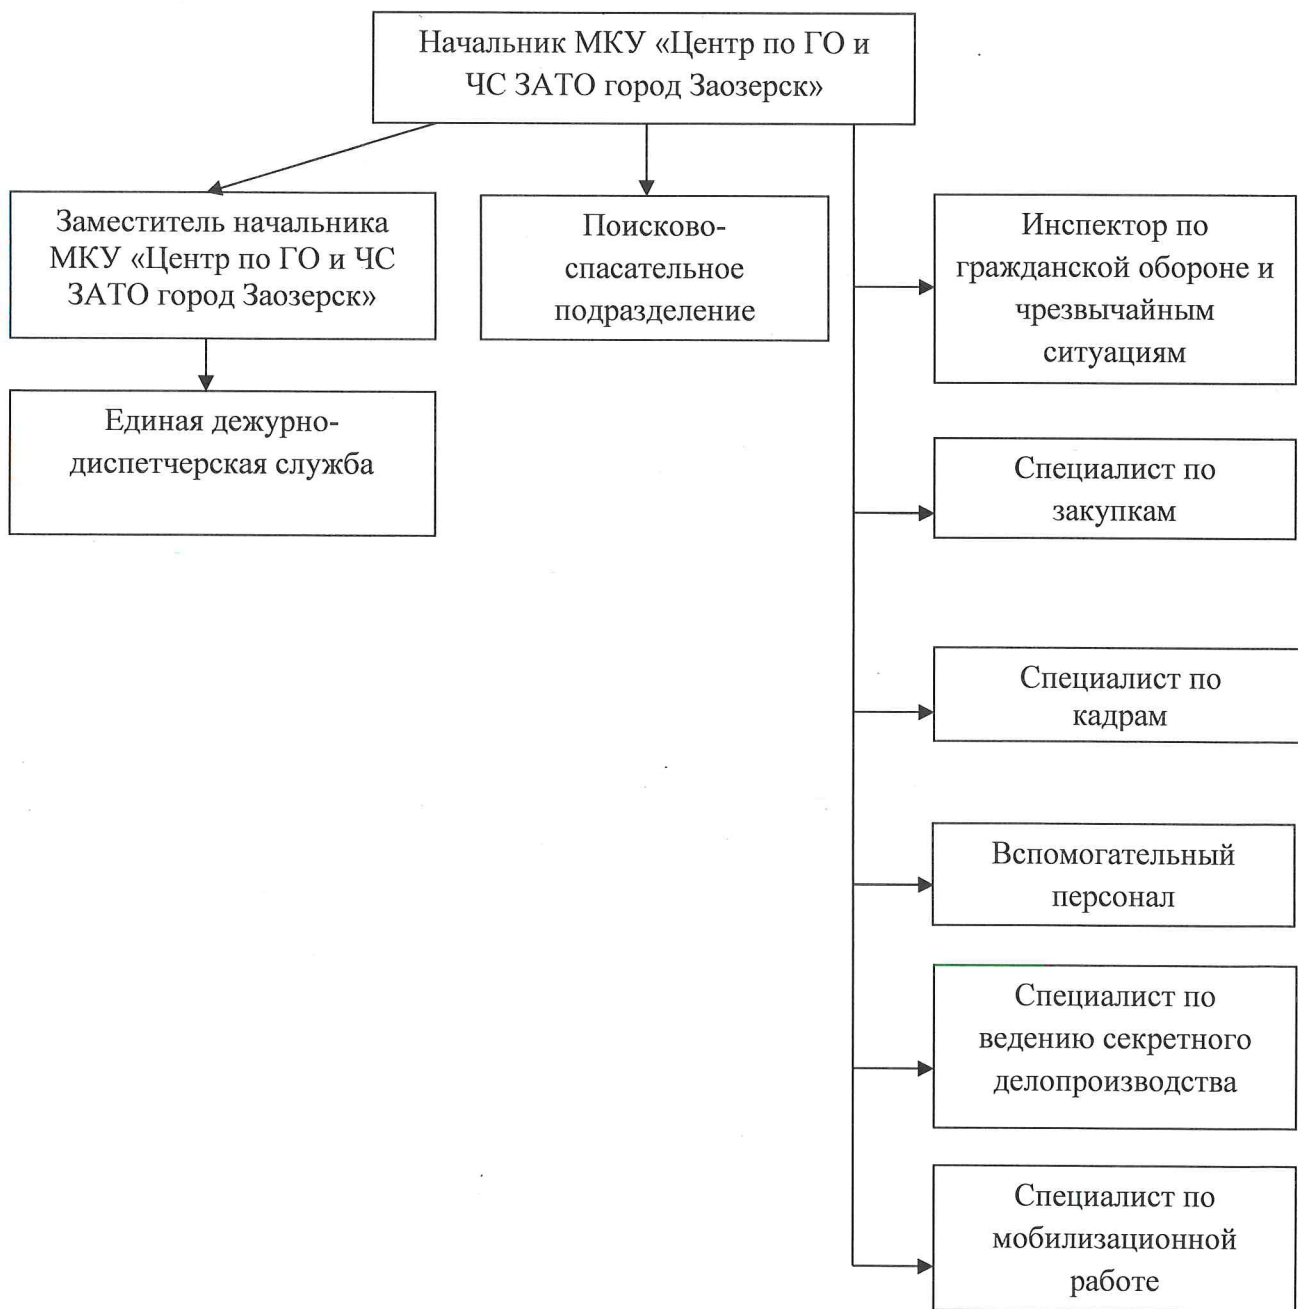 Начальник МКУ «Центр по ГО и
ЧС ЗАТО город Заозерск»
Заместитель начальника
МКУ «Центр по ГО и ЧС
ЗАТО город Заозерск»
Поисково-
спасательное
подразделение
Инспектор по
гражданской обороне и
чрезвычайным
ситуациям
Единая дежурно-
диспетчерская служба
Специалист по
закупкам
Специалист по
кадрам
Вспомогательный
персонал
Специалист по
ведению секретного
делопроизводства
Специалист по
мобилизационной
работе